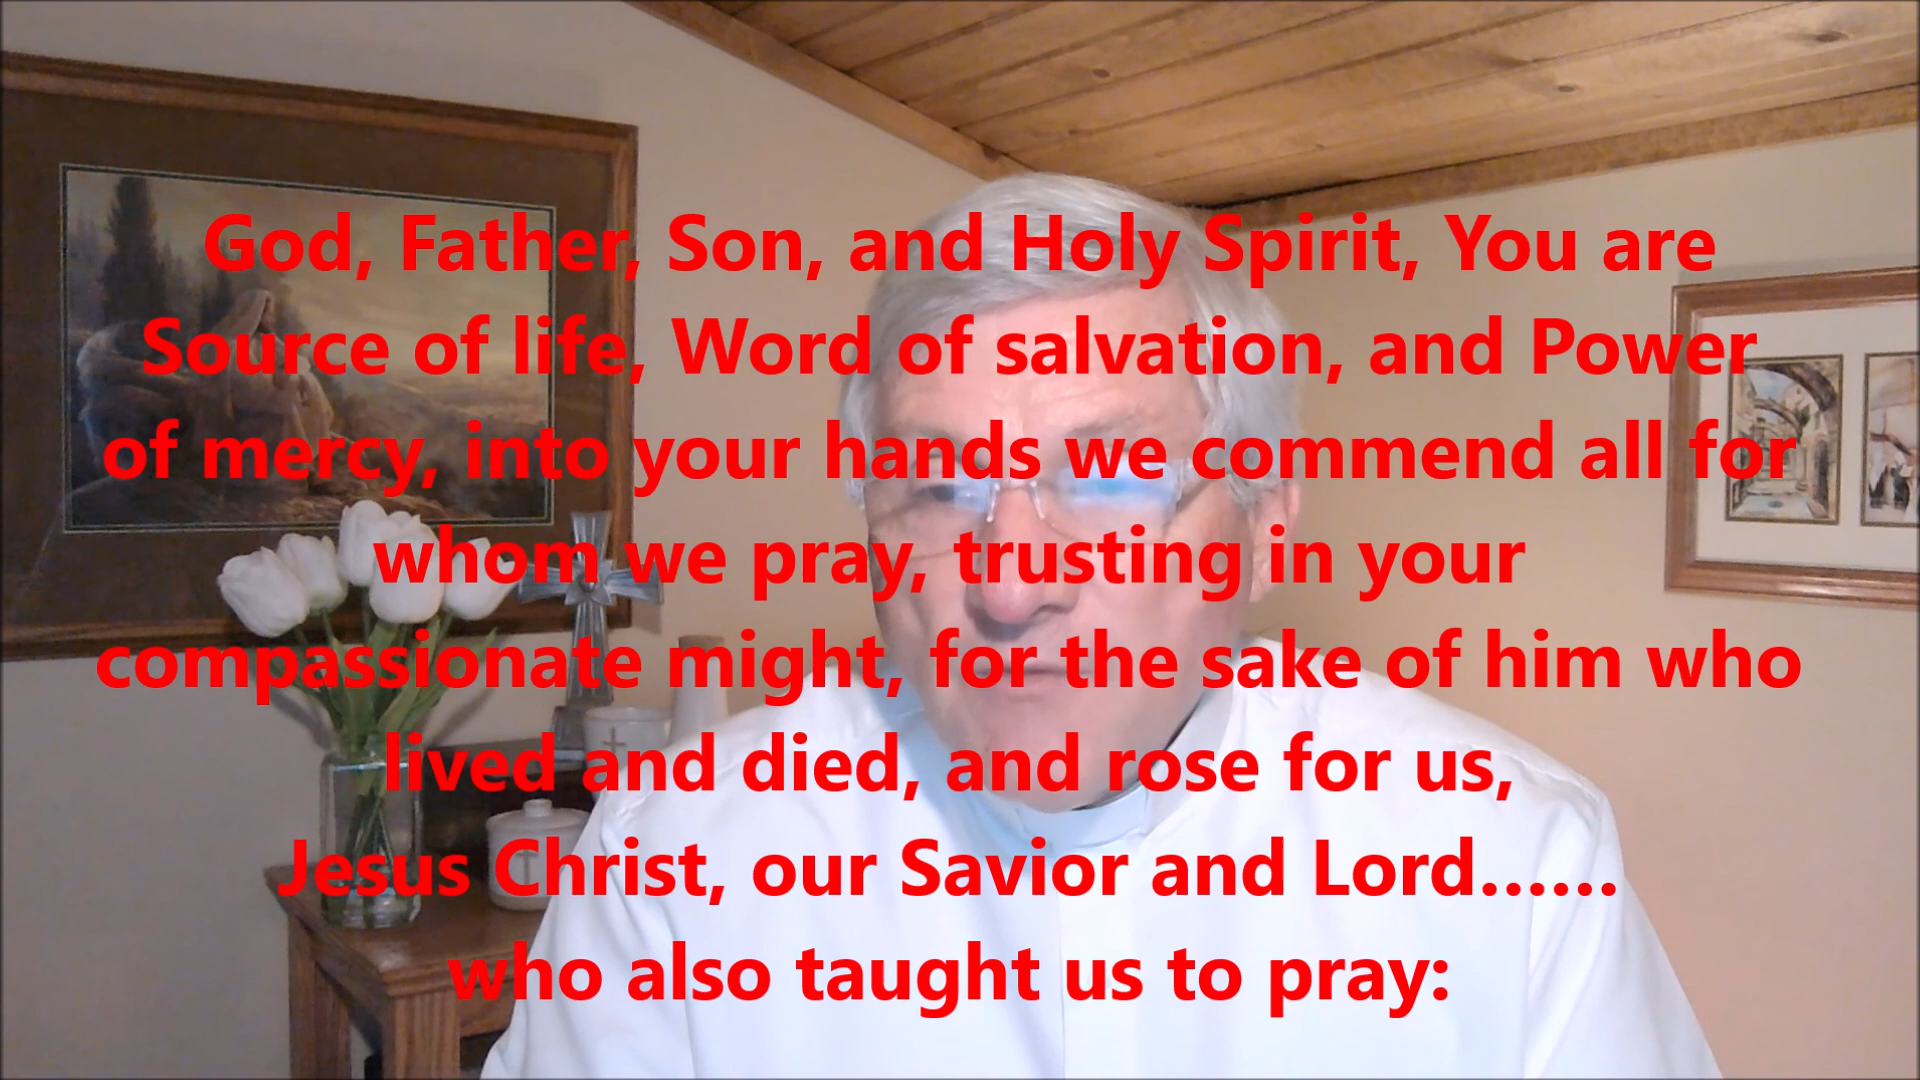 God, Father, Son, and Holy Spirit, You are
Source of life, Word of salvation, and Power
of mercy, into your hands we commend all for
whom we pray, trusting in your
compassionate might, for the sake of him who
lived and died, and rose for us,
Jesus Christ, our Savior and Lord......
who also taught us to pray: